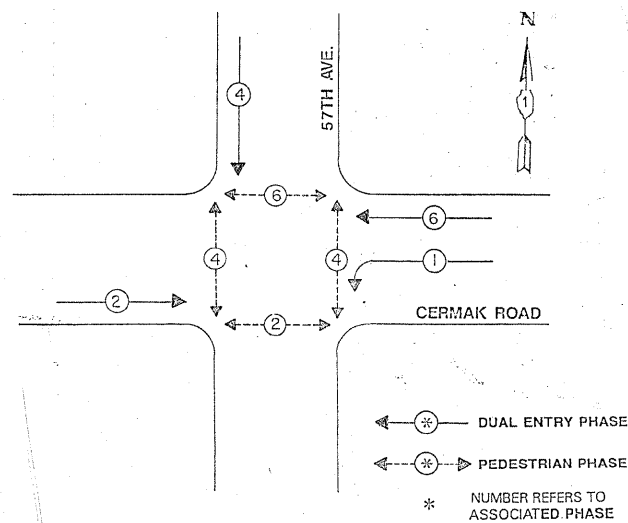 57TH AVE.
N
1
4
6
6
4
4
1
2
2
CERMAK ROAD
* DUAL ENTRY PHASE
* PEDESTRIAN PHASE
* NUMBER REFERS TO
ASSOCIATED PHASE